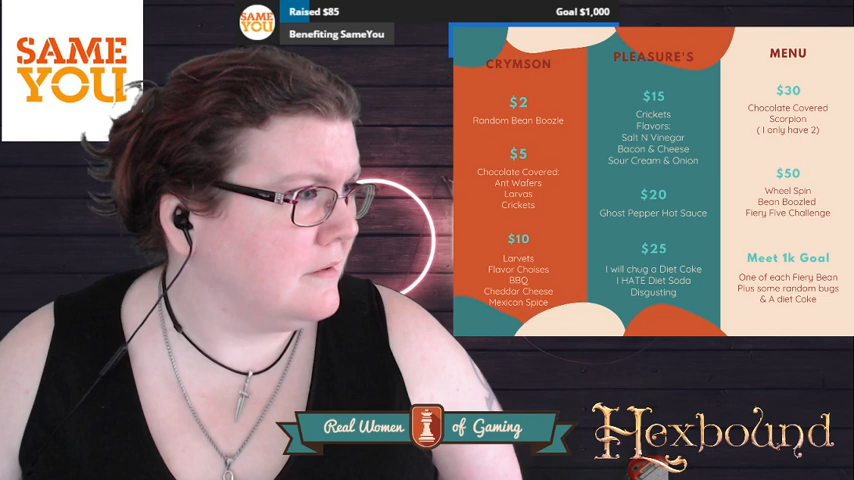 SAME
YOU
SAME
YOU
Raised $85
Goal $1,000
Benefiting SameYou
CRYMSON
$2
Random Bean Boozle
$5
Chocolate Covered:
Ant Wafers
Larvas
Crickets
$10
Larvets
Flavor Choises
BBQ
Cheddar Cheese
Mexican Spice
PLEASURE'S
$15
Crickets
Flavors:
Salt N Vinegar
Bacon & Cheese
Sour Cream & Onion
$20
Ghost Pepper Hot Sauce
$25
I will chug a Diet Coke
I HATE Diet Soda
Disgusting
MENU
$30
Chocolate Covered
Scorpion
( I only have 2)
$50
Wheel Spin
Bean Boozled
Fiery Five Challenge
Meet 1k Goal
One of each Fiery Bean
Plus some random bugs
& A diet Coke
Real Women of Gaming
Hexbound